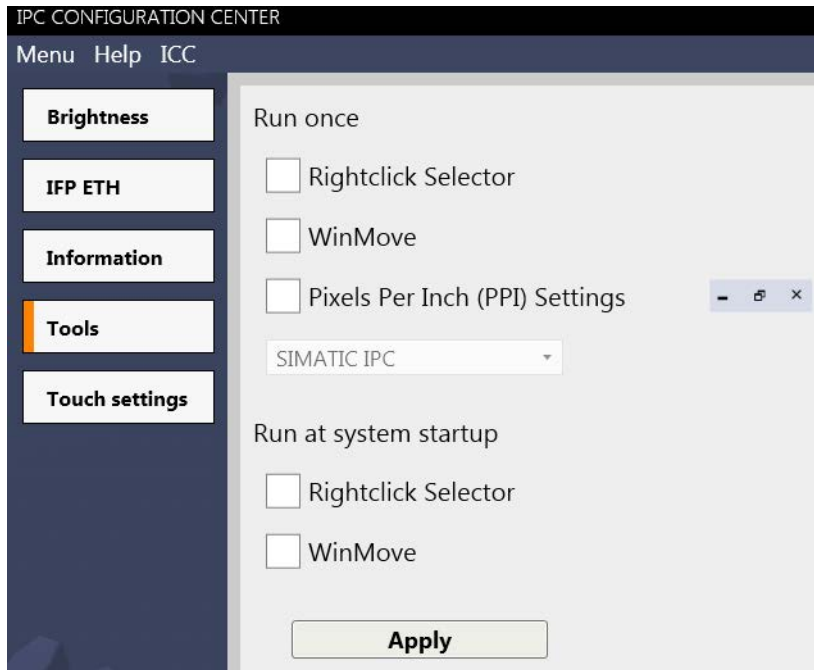 IPC CONFIGURATION CENTER
Menu Help ICC
Brightness
IFP ETH
Information
Tools
Touch settings
Run once
Rightclick Selector
WinMove
Pixels Per Inch (PPI) Settings
SIMATIC IPC
Run at system startup
Rightclick Selector
WinMove
Apply